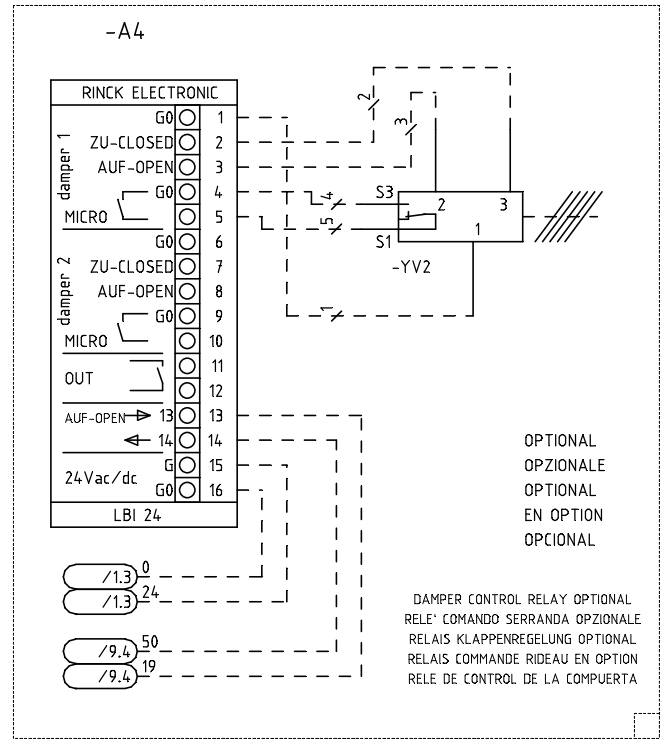 -A4
RINCK ELECTRONIC
damper 1
G0 1
ZU-CLOSED 2
AUF-OPEN 3
G0 4
MICRO 5
damper 2
G0 6
ZU-CLOSED 7
AUF-OPEN 8
G0 9
MICRO 10
OUT
11
12
AUF-OPEN 13 13
14 14
24Vac/dc
G 15
G0 16
LBI 24
2
3
4
5
1
S3
S1
2 3
1
-YV2
/1.3 0
/1.3 24
/9.4 50
/9.4 19
OPTIONAL
OPZIONALE
OPTIONAL
EN OPTION
OPCIONAL
DAMPER CONTROL RELAY OPTIONAL
RELE' COMANDO SERRANDA OPZIONALE
RELAIS KLAPPENREGELUNG OPTIONAL
RELAIS COMMANDE RIDEAU EN OPTION
RELE DE CONTROL DE LA COMPUERTA